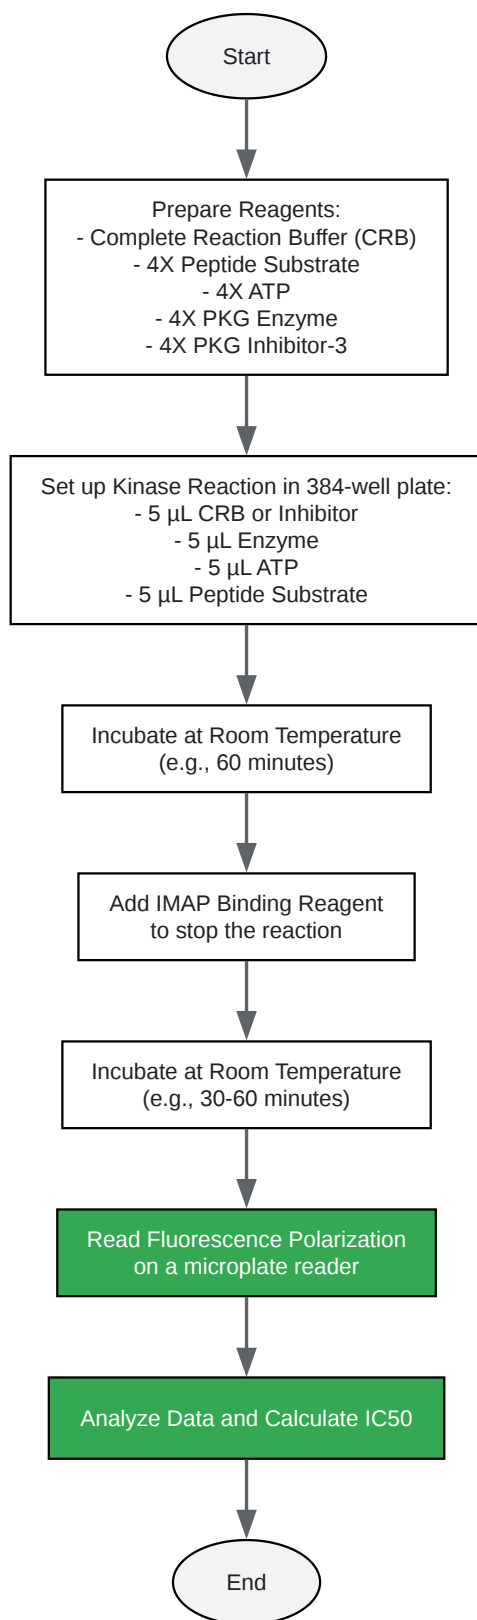 Start
Prepare Reagents:
- Complete Reaction Buffer (CRB)
- 4X Peptide Substrate
- 4X ATP
- 4X PKG Enzyme
- 4X PKG Inhibitor-3
Set up Kinase Reaction in 384-well plate:
- 5 µL CRB or Inhibitor
- 5 µL Enzyme
- 5 µL ATP
- 5 µL Peptide Substrate
Incubate at Room Temperature
(e.g., 60 minutes)
Add IMAP Binding Reagent
to stop the reaction
Incubate at Room Temperature
(e.g., 30-60 minutes)
Read Fluorescence Polarization
on a microplate reader
Analyze Data and Calculate IC50
End